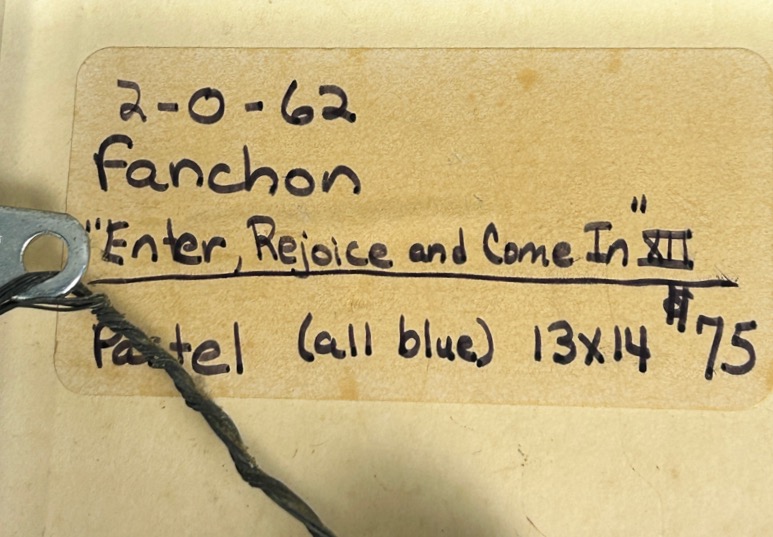 2-0-62
Fanchon
"Enter, Rejoice and Come In" XII
Pastel (all blue) 13x14 #75